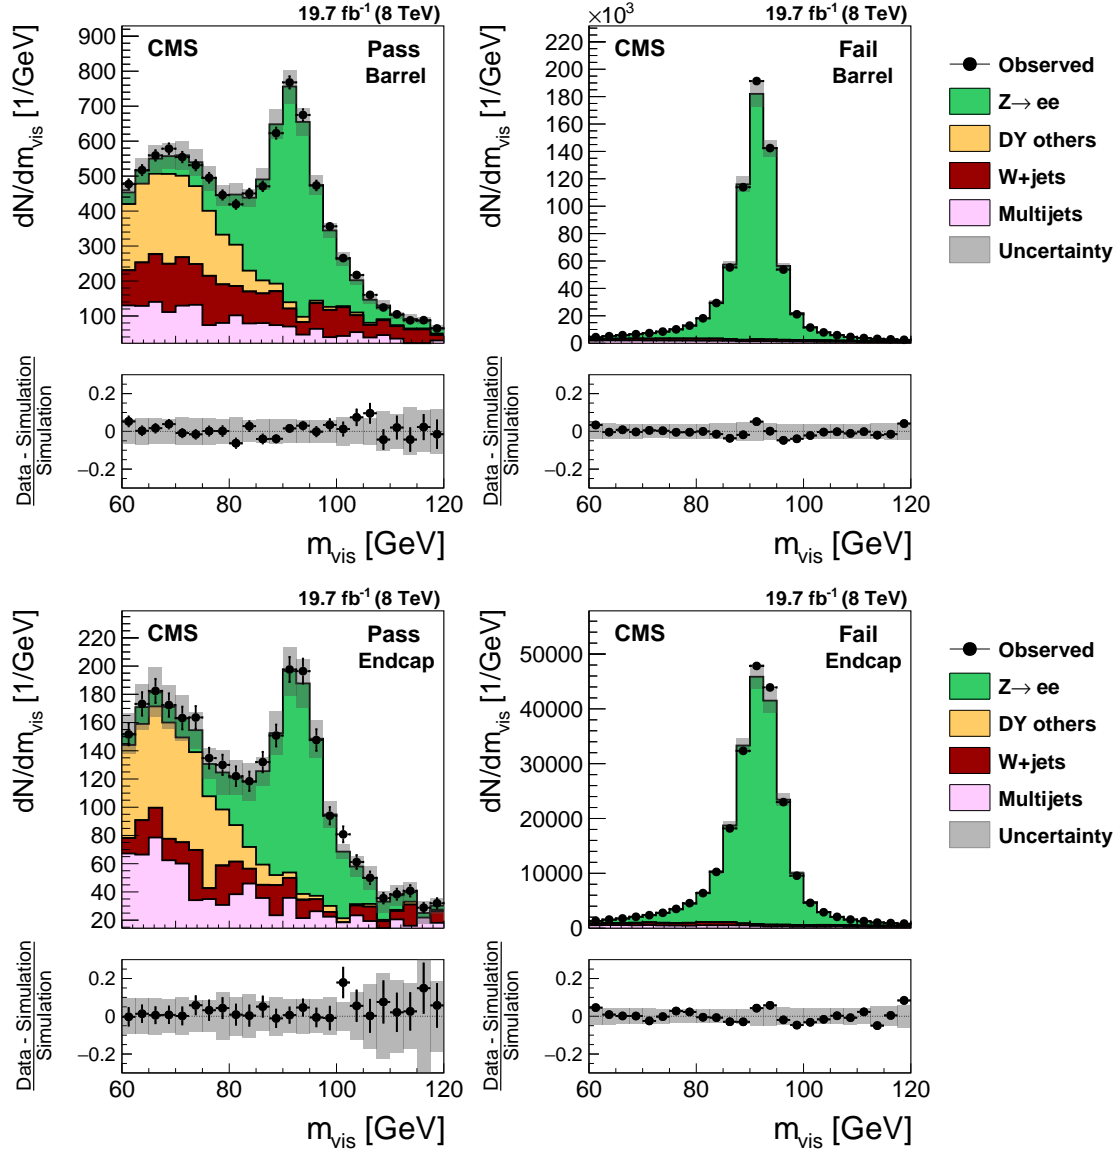 19.7 fb⁻¹ (8 TeV)
CMS
Pass
Barrel
dN/dm_vis [1/GeV]
900
800
700
600
500
400
300
200
100
Data - Simulation
Simulation
0.2
0
−0.2
60 80 100 120
m_vis [GeV]
×10³
19.7 fb⁻¹ (8 TeV)
CMS
Fail
Barrel
dN/dm_vis [1/GeV]
220
200
180
160
140
120
100
80
60
40
20
0
Data - Simulation
Simulation
0.2
0
−0.2
60 80 100 120
m_vis [GeV]
Observed
Z→ ee
DY others
W+jets
Multijets
Uncertainty
19.7 fb⁻¹ (8 TeV)
CMS
Pass
Endcap
dN/dm_vis [1/GeV]
220
200
180
160
140
120
100
80
60
40
20
Data - Simulation
Simulation
0.2
0
−0.2
60 80 100 120
m_vis [GeV]
19.7 fb⁻¹ (8 TeV)
CMS
Fail
Endcap
dN/dm_vis [1/GeV]
50000
40000
30000
20000
10000
0
Data - Simulation
Simulation
0.2
0
−0.2
60 80 100 120
m_vis [GeV]
Observed
Z→ ee
DY others
W+jets
Multijets
Uncertainty